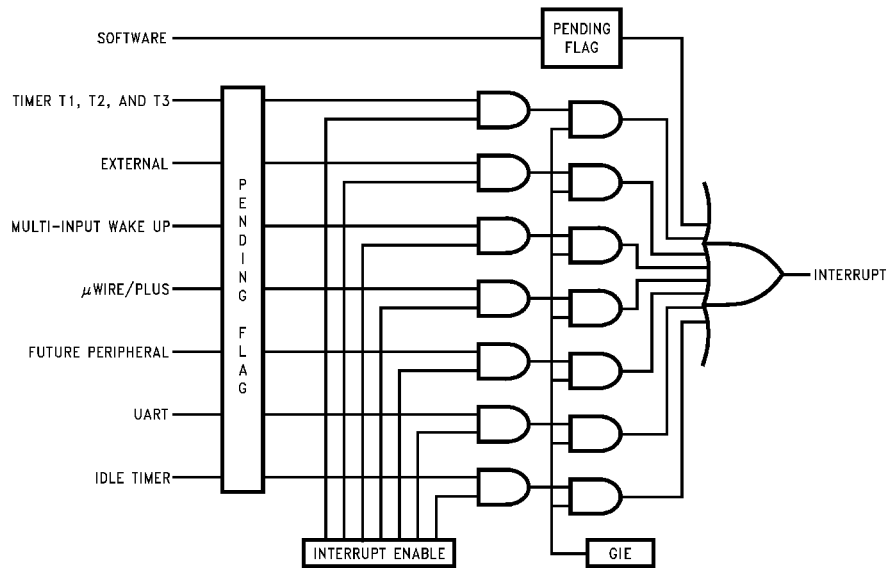 SOFTWARE
PENDING
FLAG
TIMER T1, T2, AND T3
EXTERNAL
MULTI-INPUT WAKE UP
μWIRE/PLUS
FUTURE PERIPHERAL
UART
IDLE TIMER
PENDING FLAG
INTERRUPT
INTERRUPT ENABLE
GIE